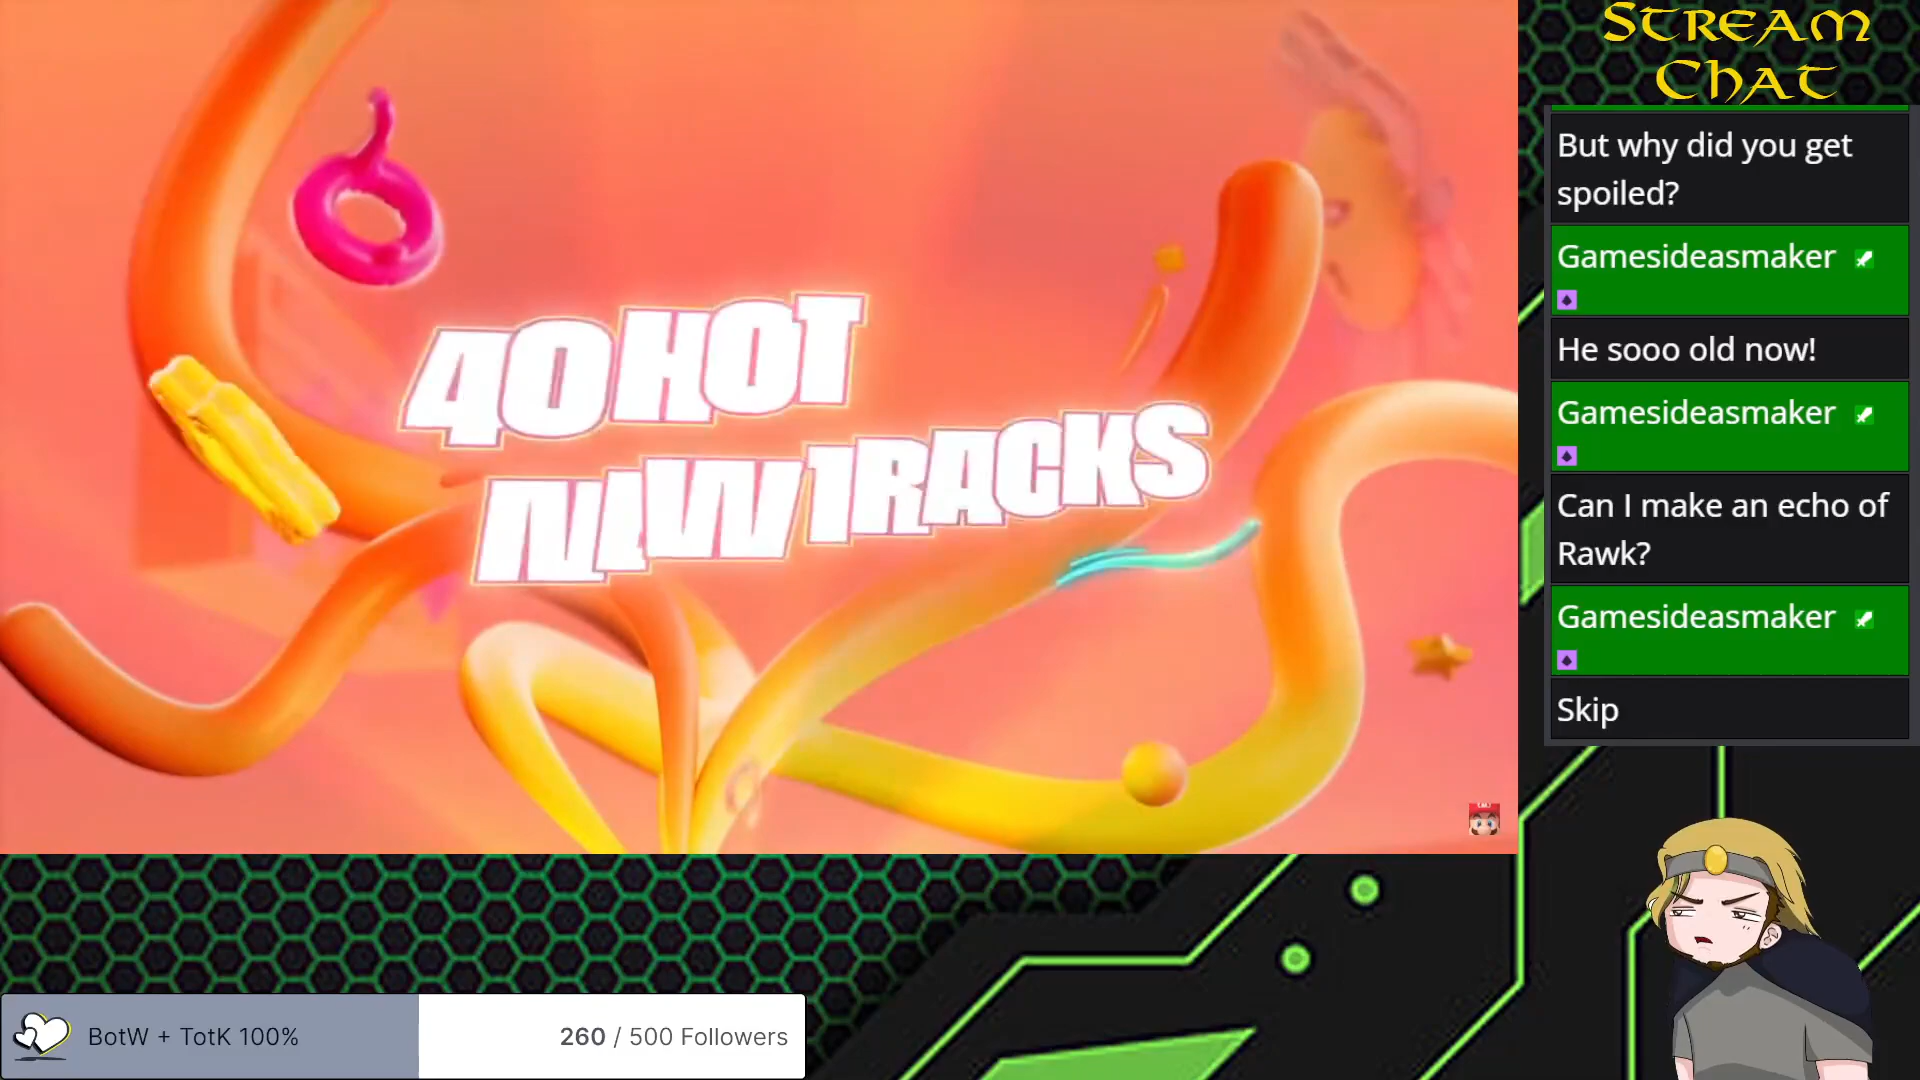 STREAM
CHAT
But why did you get
spoiled?
Gamesideasmaker
He sooo old now!
Gamesideasmaker
Can I make an echo of
Rawk?
Gamesideasmaker
Skip
40 HOT
NEW TRACKS
BotW + TotK 100%
260 / 500 Followers